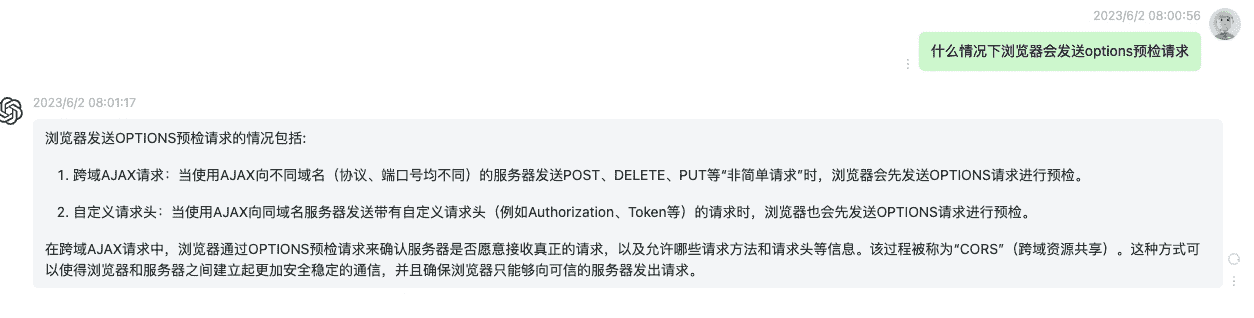 2023/6/2 08:00:56
什么情况下浏览器会发送options预检请求
2023/6/2 08:01:17
浏览器发送OPTIONS预检请求的情况包括:
1. 跨域AJAX请求：当使用AJAX向不同域名（协议、端口号均不同）的服务器发送POST、DELETE、PUT等“非简单请求”时，浏览器会先发送OPTIONS请求进行预检。
2. 自定义请求头：当使用AJAX向同域名服务器发送带有自定义请求头（例如Authorization、Token等）的请求时，浏览器也会先发送OPTIONS请求进行预检。
在跨域AJAX请求中，浏览器通过OPTIONS预检请求来确认服务器是否愿意接收真正的请求，以及允许哪些请求方法和请求头等信息。该过程被称为“CORS”（跨域资源共享）。这种方式可
以使得浏览器和服务器之间建立起更加安全稳定的通信，并且确保浏览器只能够向可信的服务器发出请求。